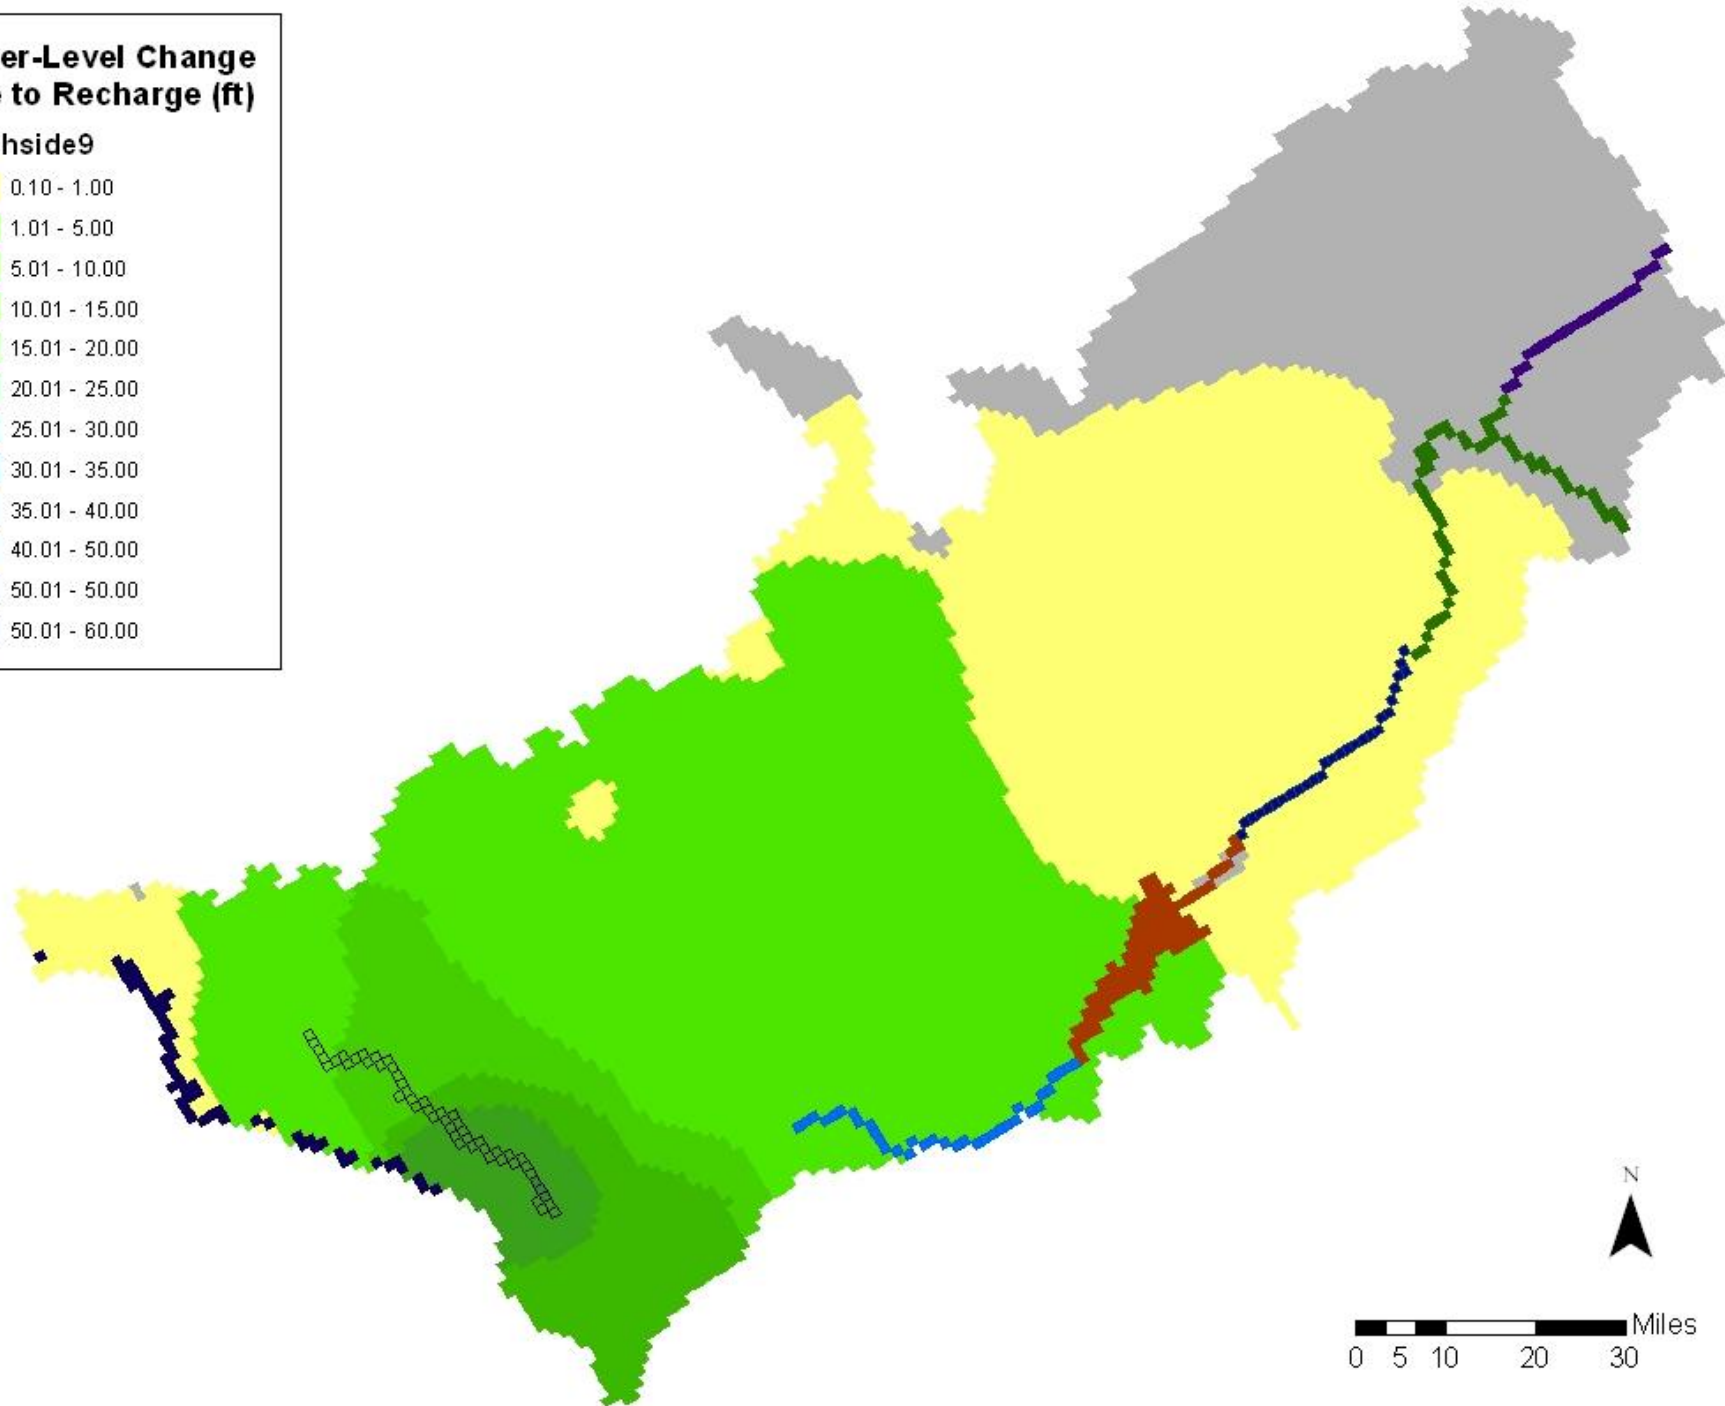 er-Level Change
to Recharge (ft)
hside9
0.10 - 1.00
1.01 - 5.00
5.01 - 10.00
10.01 - 15.00
15.01 - 20.00
20.01 - 25.00
25.01 - 30.00
30.01 - 35.00
35.01 - 40.00
40.01 - 50.00
50.01 - 50.00
50.01 - 60.00
N
Miles
0 5 10 20 30